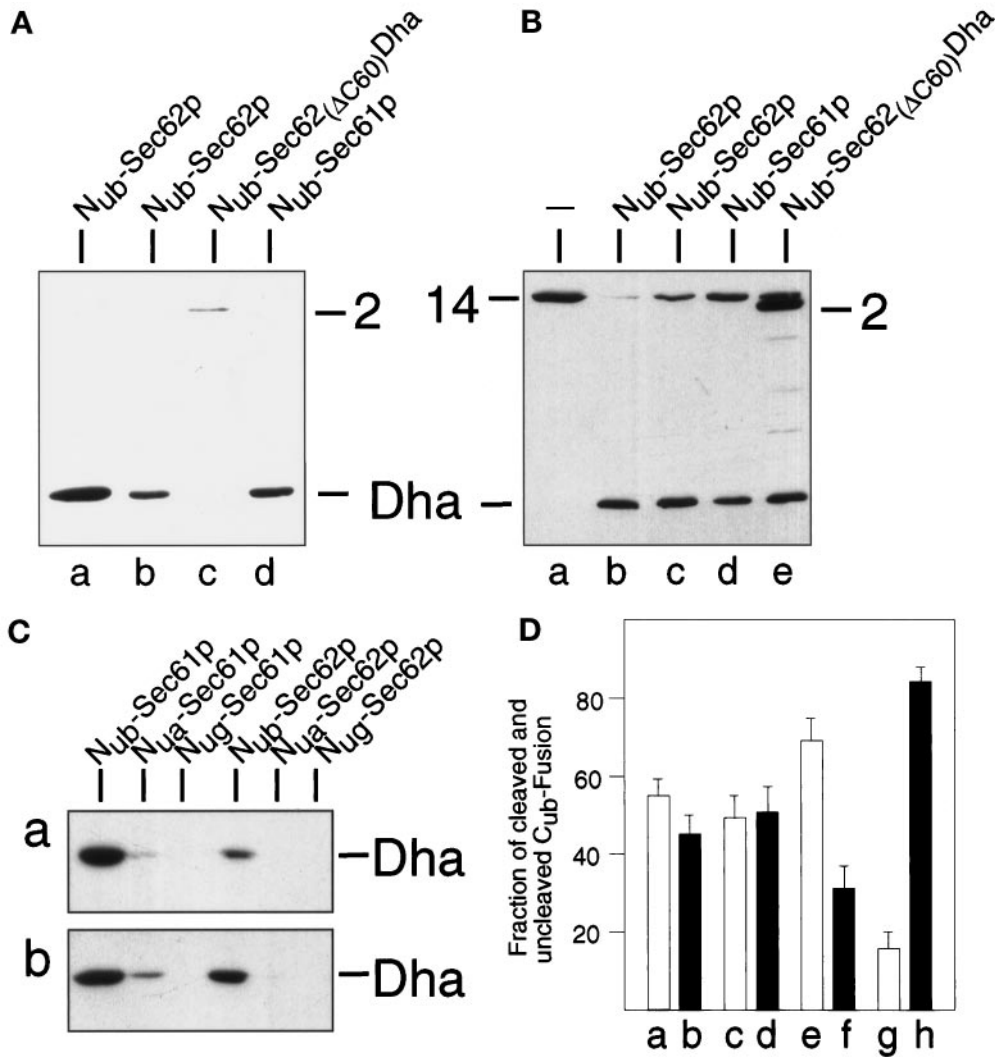 A
Nub-Sec62p
Nub-Sec62p
Nub-Sec62(ΔC60)Dha
Nub-Sec61p
2
Dha
a b c d
B
—
Nub-Sec62p
Nub-Sec62p
Nub-Sec61p
Nub-Sec62(ΔC60)Dha
14
2
a b c d e
C
Nub-Sec61p
Nua-Sec61p
Nug-Sec61p
Nub-Sec62p
Nua-Sec62p
Nug-Sec62p
a
Dha
b
Dha
D
Fraction of cleaved and
uncleaved Cub-Fusion
80
60
40
20
a b c d e f g h